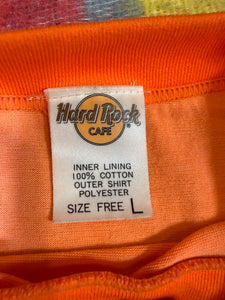 Hard Rock
CAFE
INNER LINING
100% COTTON
OUTER SHIRT
POLYESTER
SIZE FREE L